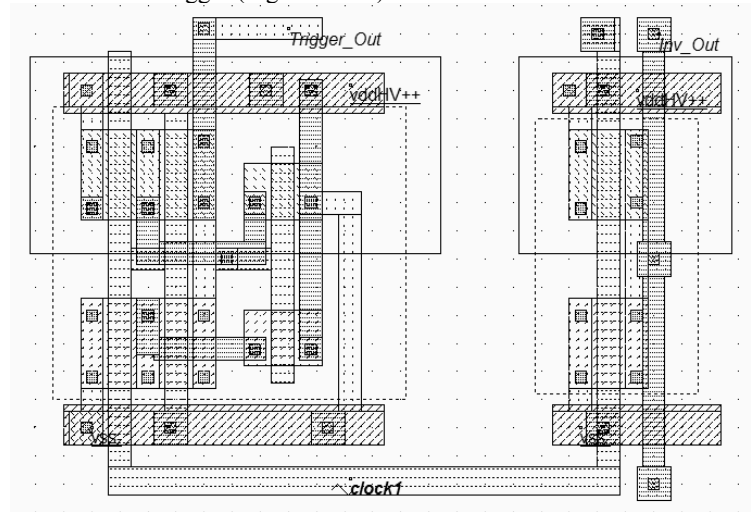 Trigger_Out
Inv_Out
vddHV++
vddHV++
vss-
vss-
clock1